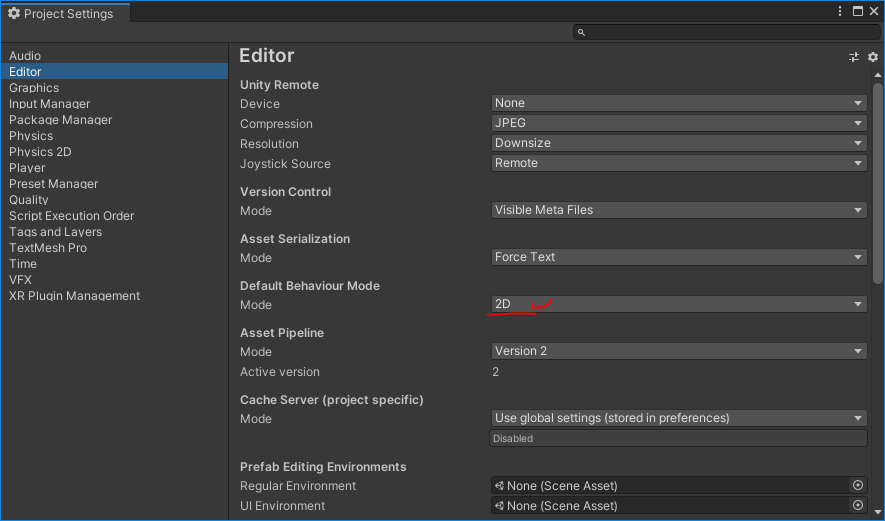 Project Settings
Audio
Editor
Graphics
Input Manager
Package Manager
Physics
Physics 2D
Player
Preset Manager
Quality
Script Execution Order
Tags and Layers
TextMesh Pro
Time
VFX
XR Plugin Management
Editor
Unity Remote
Device None
Compression JPEG
Resolution Downsize
Joystick Source Remote
Version Control
Mode Visible Meta Files
Asset Serialization
Mode Force Text
Default Behaviour Mode
Mode 2D
Asset Pipeline
Mode Version 2
Active version 2
Cache Server (project specific)
Mode Use global settings (stored in preferences)
Disabled
Prefab Editing Environments
Regular Environment None (Scene Asset)
UI Environment None (Scene Asset)